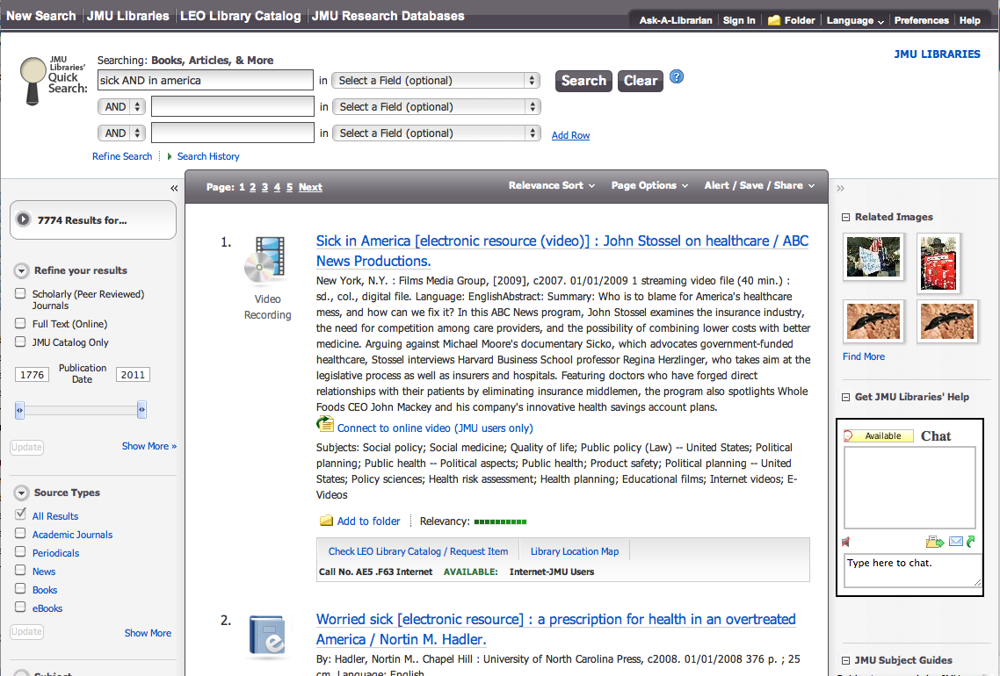 New Search | JMU Libraries | LEO Library Catalog | JMU Research Databases
Ask-A-Librarian | Sign In | Folder | Language | Preferences | Help
JMU LIBRARIES
JMU
Libraries'
Quick
Search:
Searching: Books, Articles, & More
sick AND in america in Select a Field (optional) Search Clear ?
AND in Select a Field (optional)
AND in Select a Field (optional) Add Row
Refine Search Search History
«
7774 Results for...
Refine your results
Scholarly (Peer Reviewed)
Journals
Full Text (Online)
JMU Catalog Only
1776 Publication Date 2011
Update Show More »
Source Types
All Results
Academic Journals
Periodicals
News
Books
eBooks
Update Show More
Subject
Page: 1 2 3 4 5 Next Relevance Sort Page Options Alert / Save / Share
1.
Video
Recording
Sick in America [electronic resource (video)] : John Stossel on healthcare / ABC
News Productions.
New York, N.Y. : Films Media Group, [2009], c2007. 01/01/2009 1 streaming video file (40 min.) :
sd., col., digital file. Language: EnglishAbstract: Summary: Who is to blame for America's healthcare
mess, and how can we fix it? In this ABC News program, John Stossel examines the insurance industry,
the need for competition among care providers, and the possibility of combining lower costs with better
medicine. Arguing against Michael Moore's documentary Sicko, which advocates government-funded
healthcare, Stossel interviews Harvard Business School professor Regina Herzlinger, who takes aim at the
legislative process as well as insurers and hospitals. Featuring doctors who have forged direct
relationships with their patients by eliminating insurance middlemen, the program also spotlights Whole
Foods CEO John Mackey and his company's innovative health savings account plans.
Connect to online video (JMU users only)
Subjects: Social policy; Social medicine; Quality of life; Public policy (Law) -- United States; Political
planning; Public health -- Political aspects; Public health; Product safety; Political planning -- United
States; Policy sciences; Health risk assessment; Health planning; Educational films; Internet videos; E-
Videos
Add to folder Relevancy:
Check LEO Library Catalog / Request Item Library Location Map
Call No. AE5 .F63 Internet AVAILABLE: Internet-JMU Users
2.
Worried sick [electronic resource] : a prescription for health in an overtreated
America / Nortin M. Hadler.
By: Hadler, Nortin M.. Chapel Hill : University of North Carolina Press, c2008. 01/01/2008 376 p. ; 25
cm. Language: English
»
Related Images
Find More
Get JMU Libraries' Help
Available Chat
Type here to chat.
JMU Subject Guides